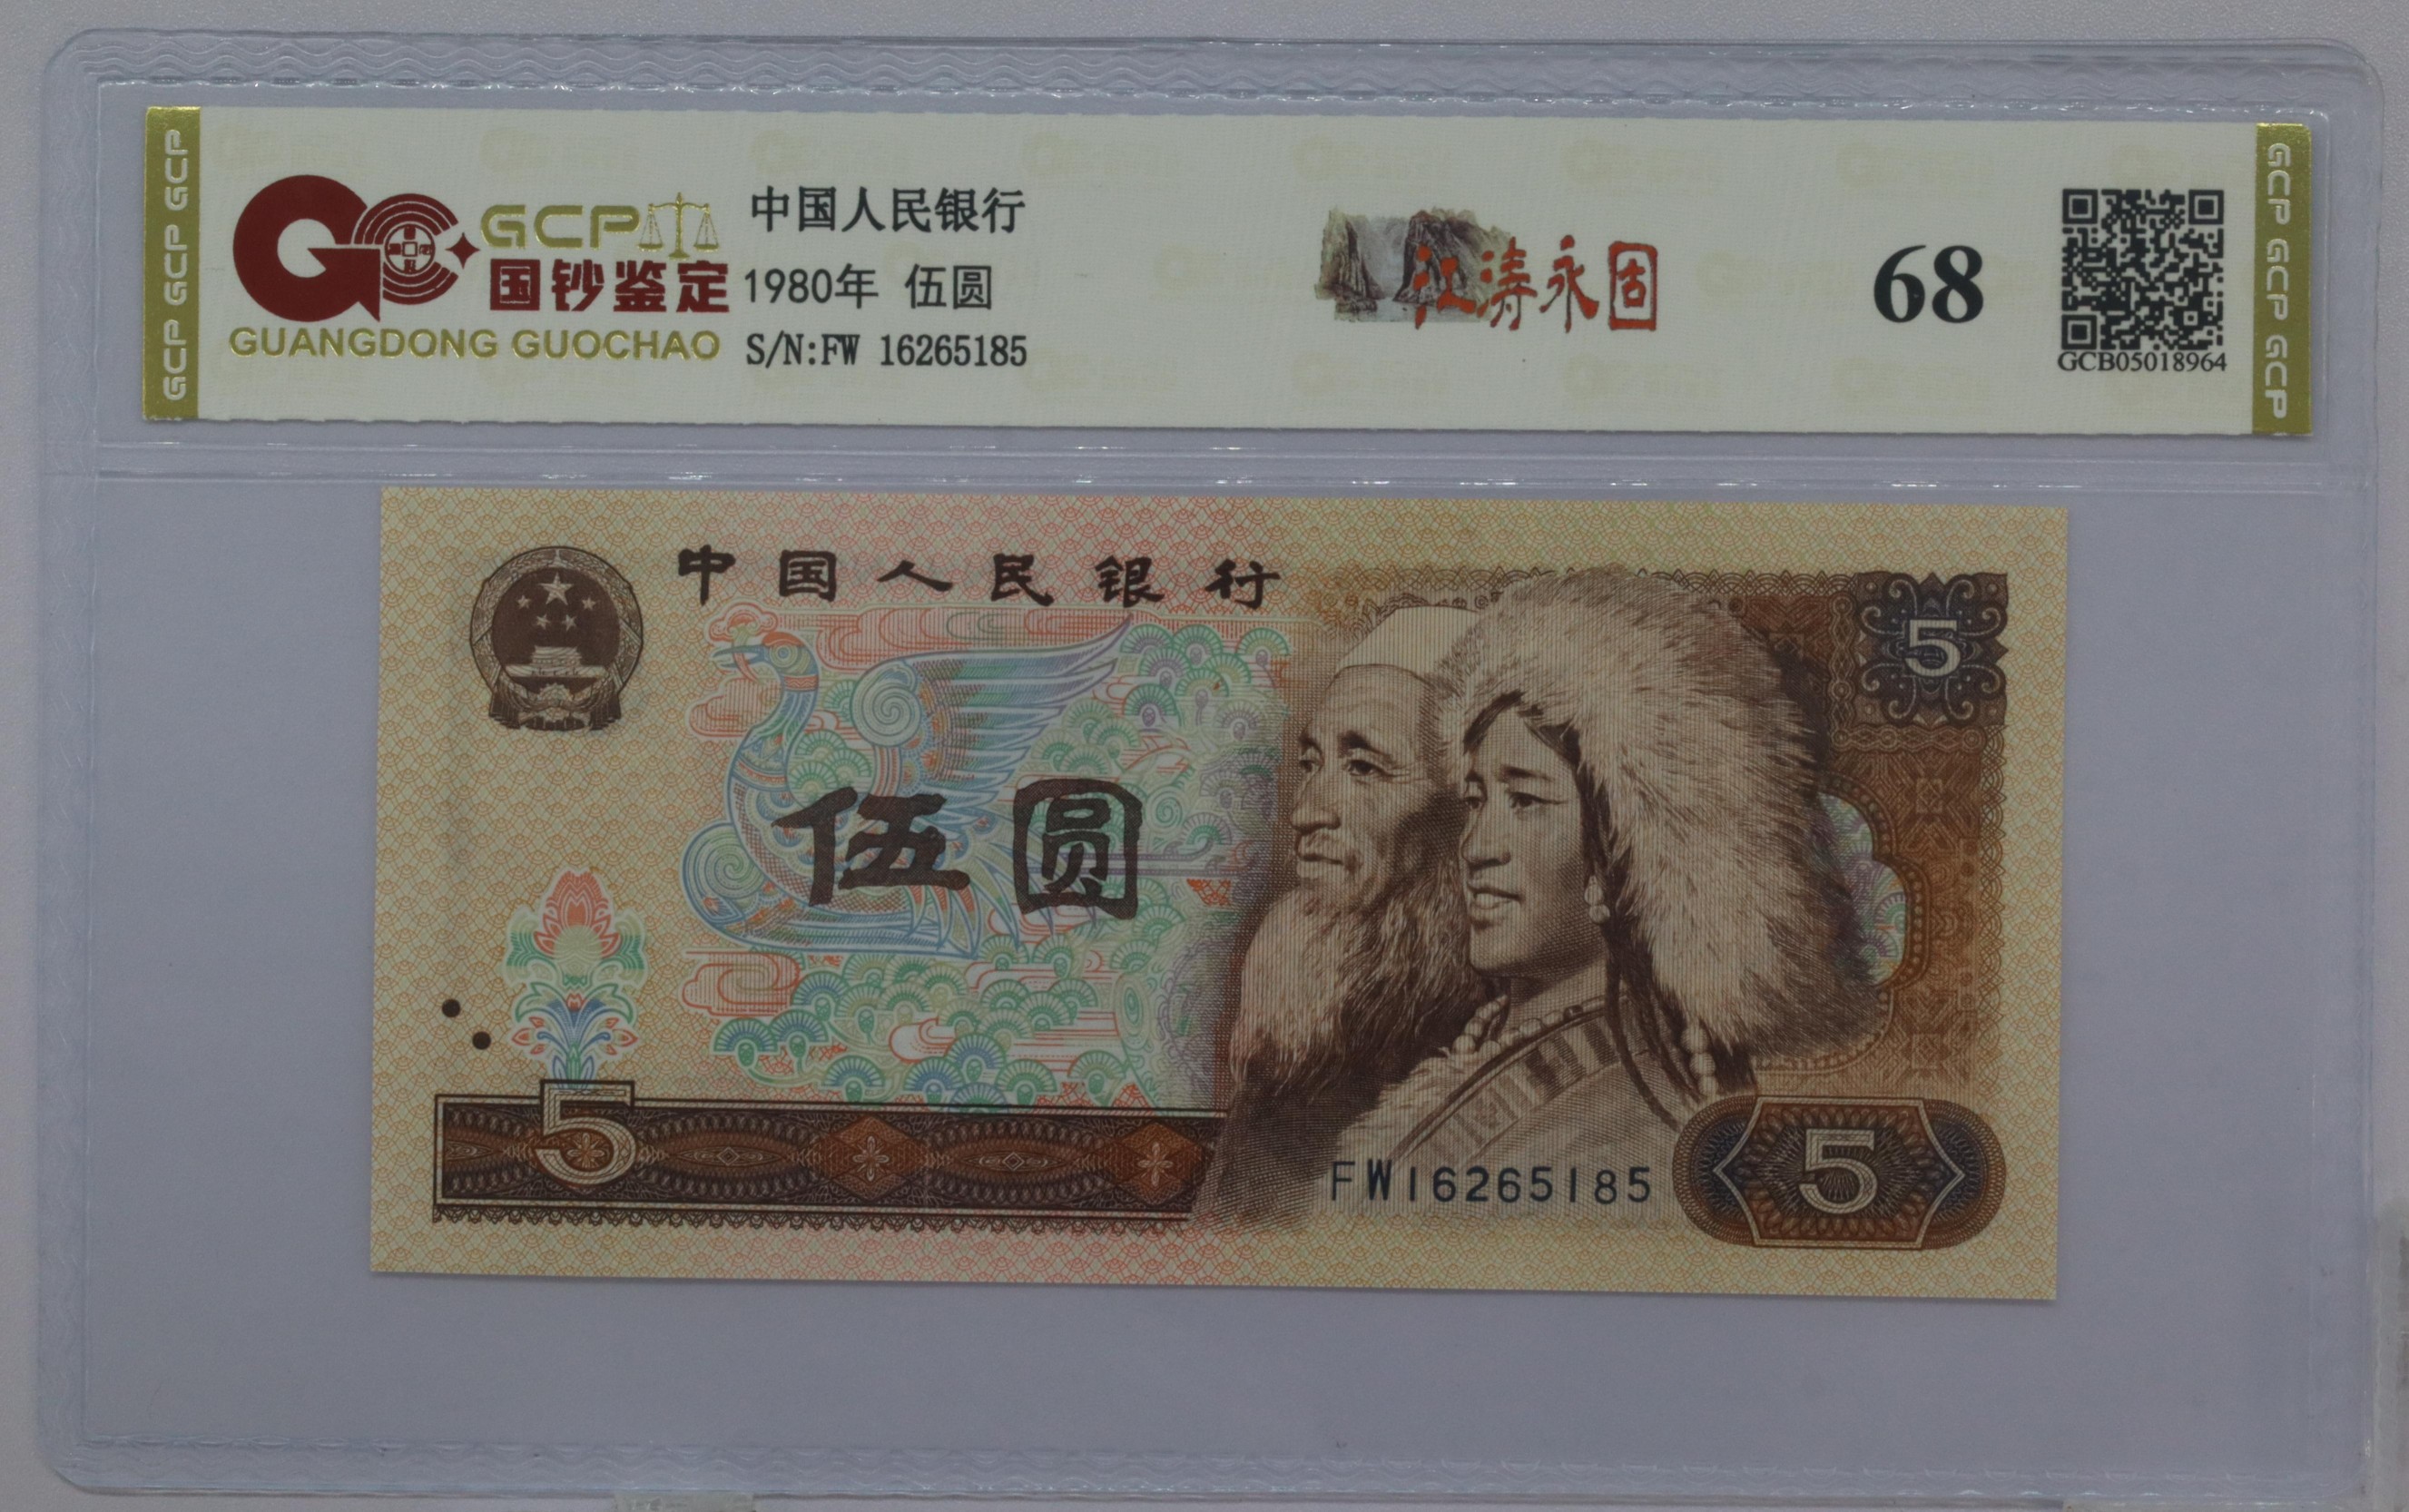 GCP GCP GCP
GCP
国钞鉴定
GUANGDONG GUOCHAO
中国人民银行
1980年 伍圆
S/N:FW 16265185
江涛永固
68
GCB05018964
GCP GCP GCP
中国人民银行
5
伍圆
5
FW16265185
5